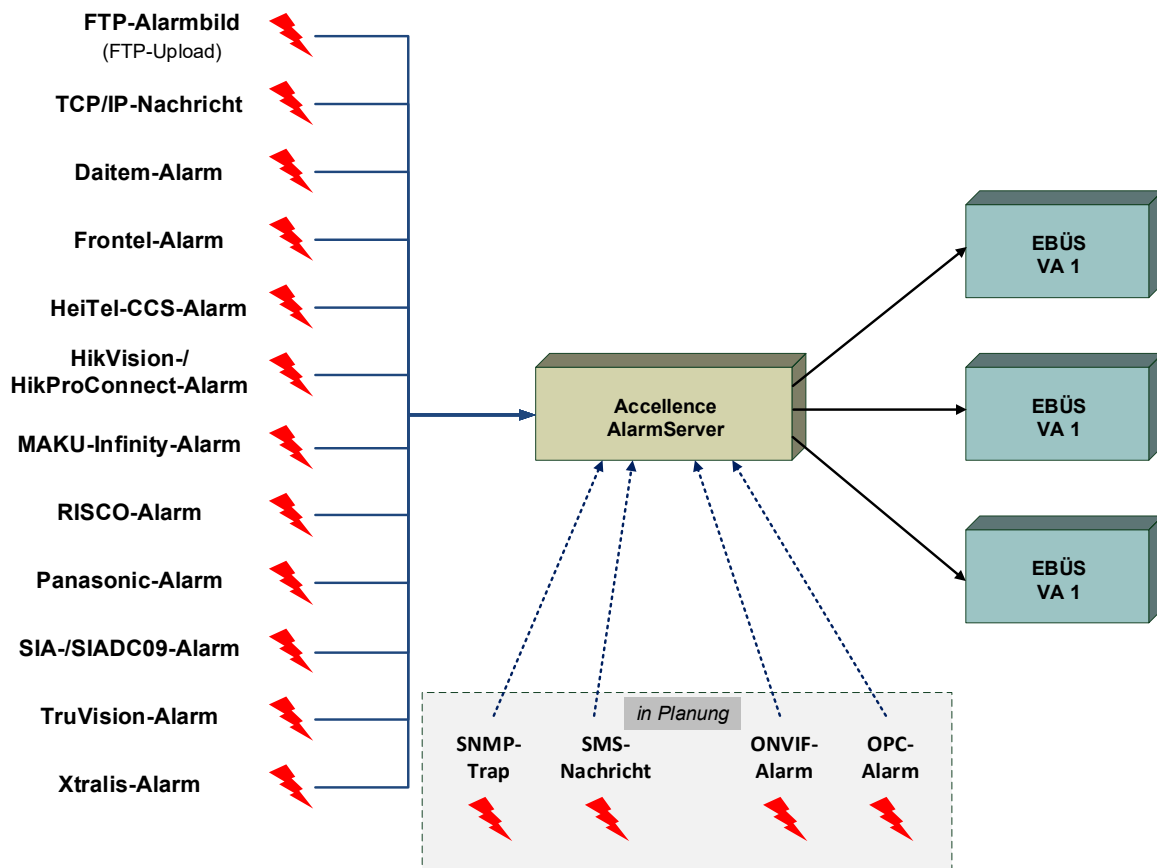 FTP-Alarmbild
(FTP-Upload)
TCP/IP-Nachricht
Daitem-Alarm
Frontel-Alarm
HeiTel-CCS-Alarm
HikVision-/
HikProConnect-Alarm
MAKU-Infinity-Alarm
RISCO-Alarm
Panasonic-Alarm
SIA-/SIADC09-Alarm
TruVision-Alarm
Xtralis-Alarm
Accellence
AlarmServer
EBÜS
VA 1
EBÜS
VA 1
EBÜS
VA 1
in Planung
SNMP-
Trap
SMS-
Nachricht
ONVIF-
Alarm
OPC-
Alarm